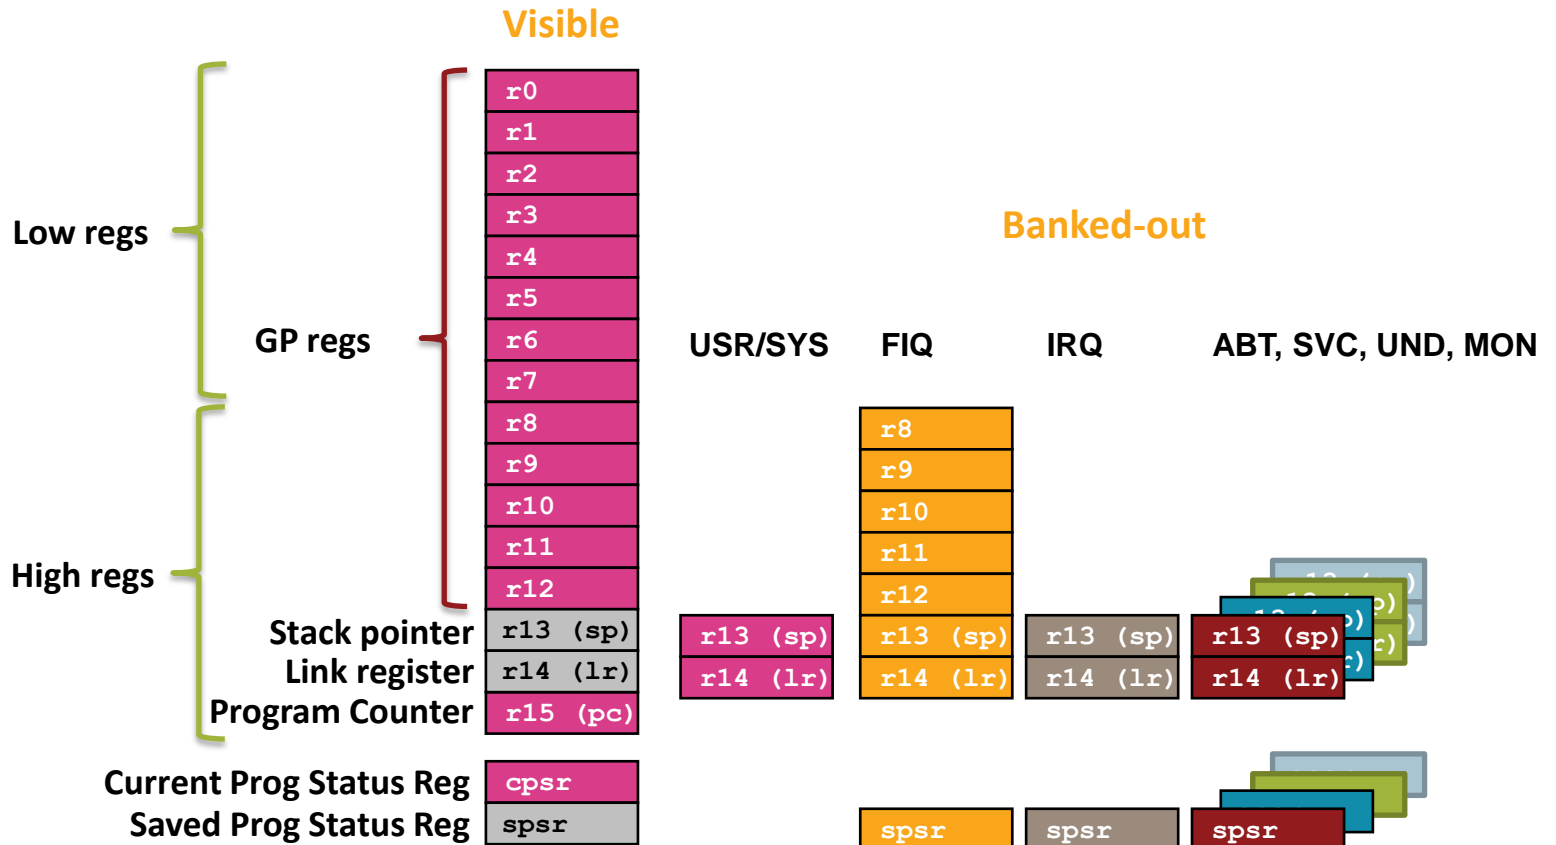 Visible
r0
r1
r2
r3
r4
r5
r6
r7
r8
r9
r10
r11
r12
r13 (sp)
r14 (lr)
r15 (pc)
cpsr
spsr
Low regs
High regs
GP regs
Stack pointer
Link register
Program Counter
Current Prog Status Reg
Saved Prog Status Reg
Banked-out
USR/SYS
r13 (sp)
r14 (lr)
FIQ
r8
r9
r10
r11
r12
r13 (sp)
r14 (lr)
spsr
IRQ
r13 (sp)
r14 (lr)
spsr
ABT, SVC, UND, MON
r13 (sp)
r14 (lr)
spsr